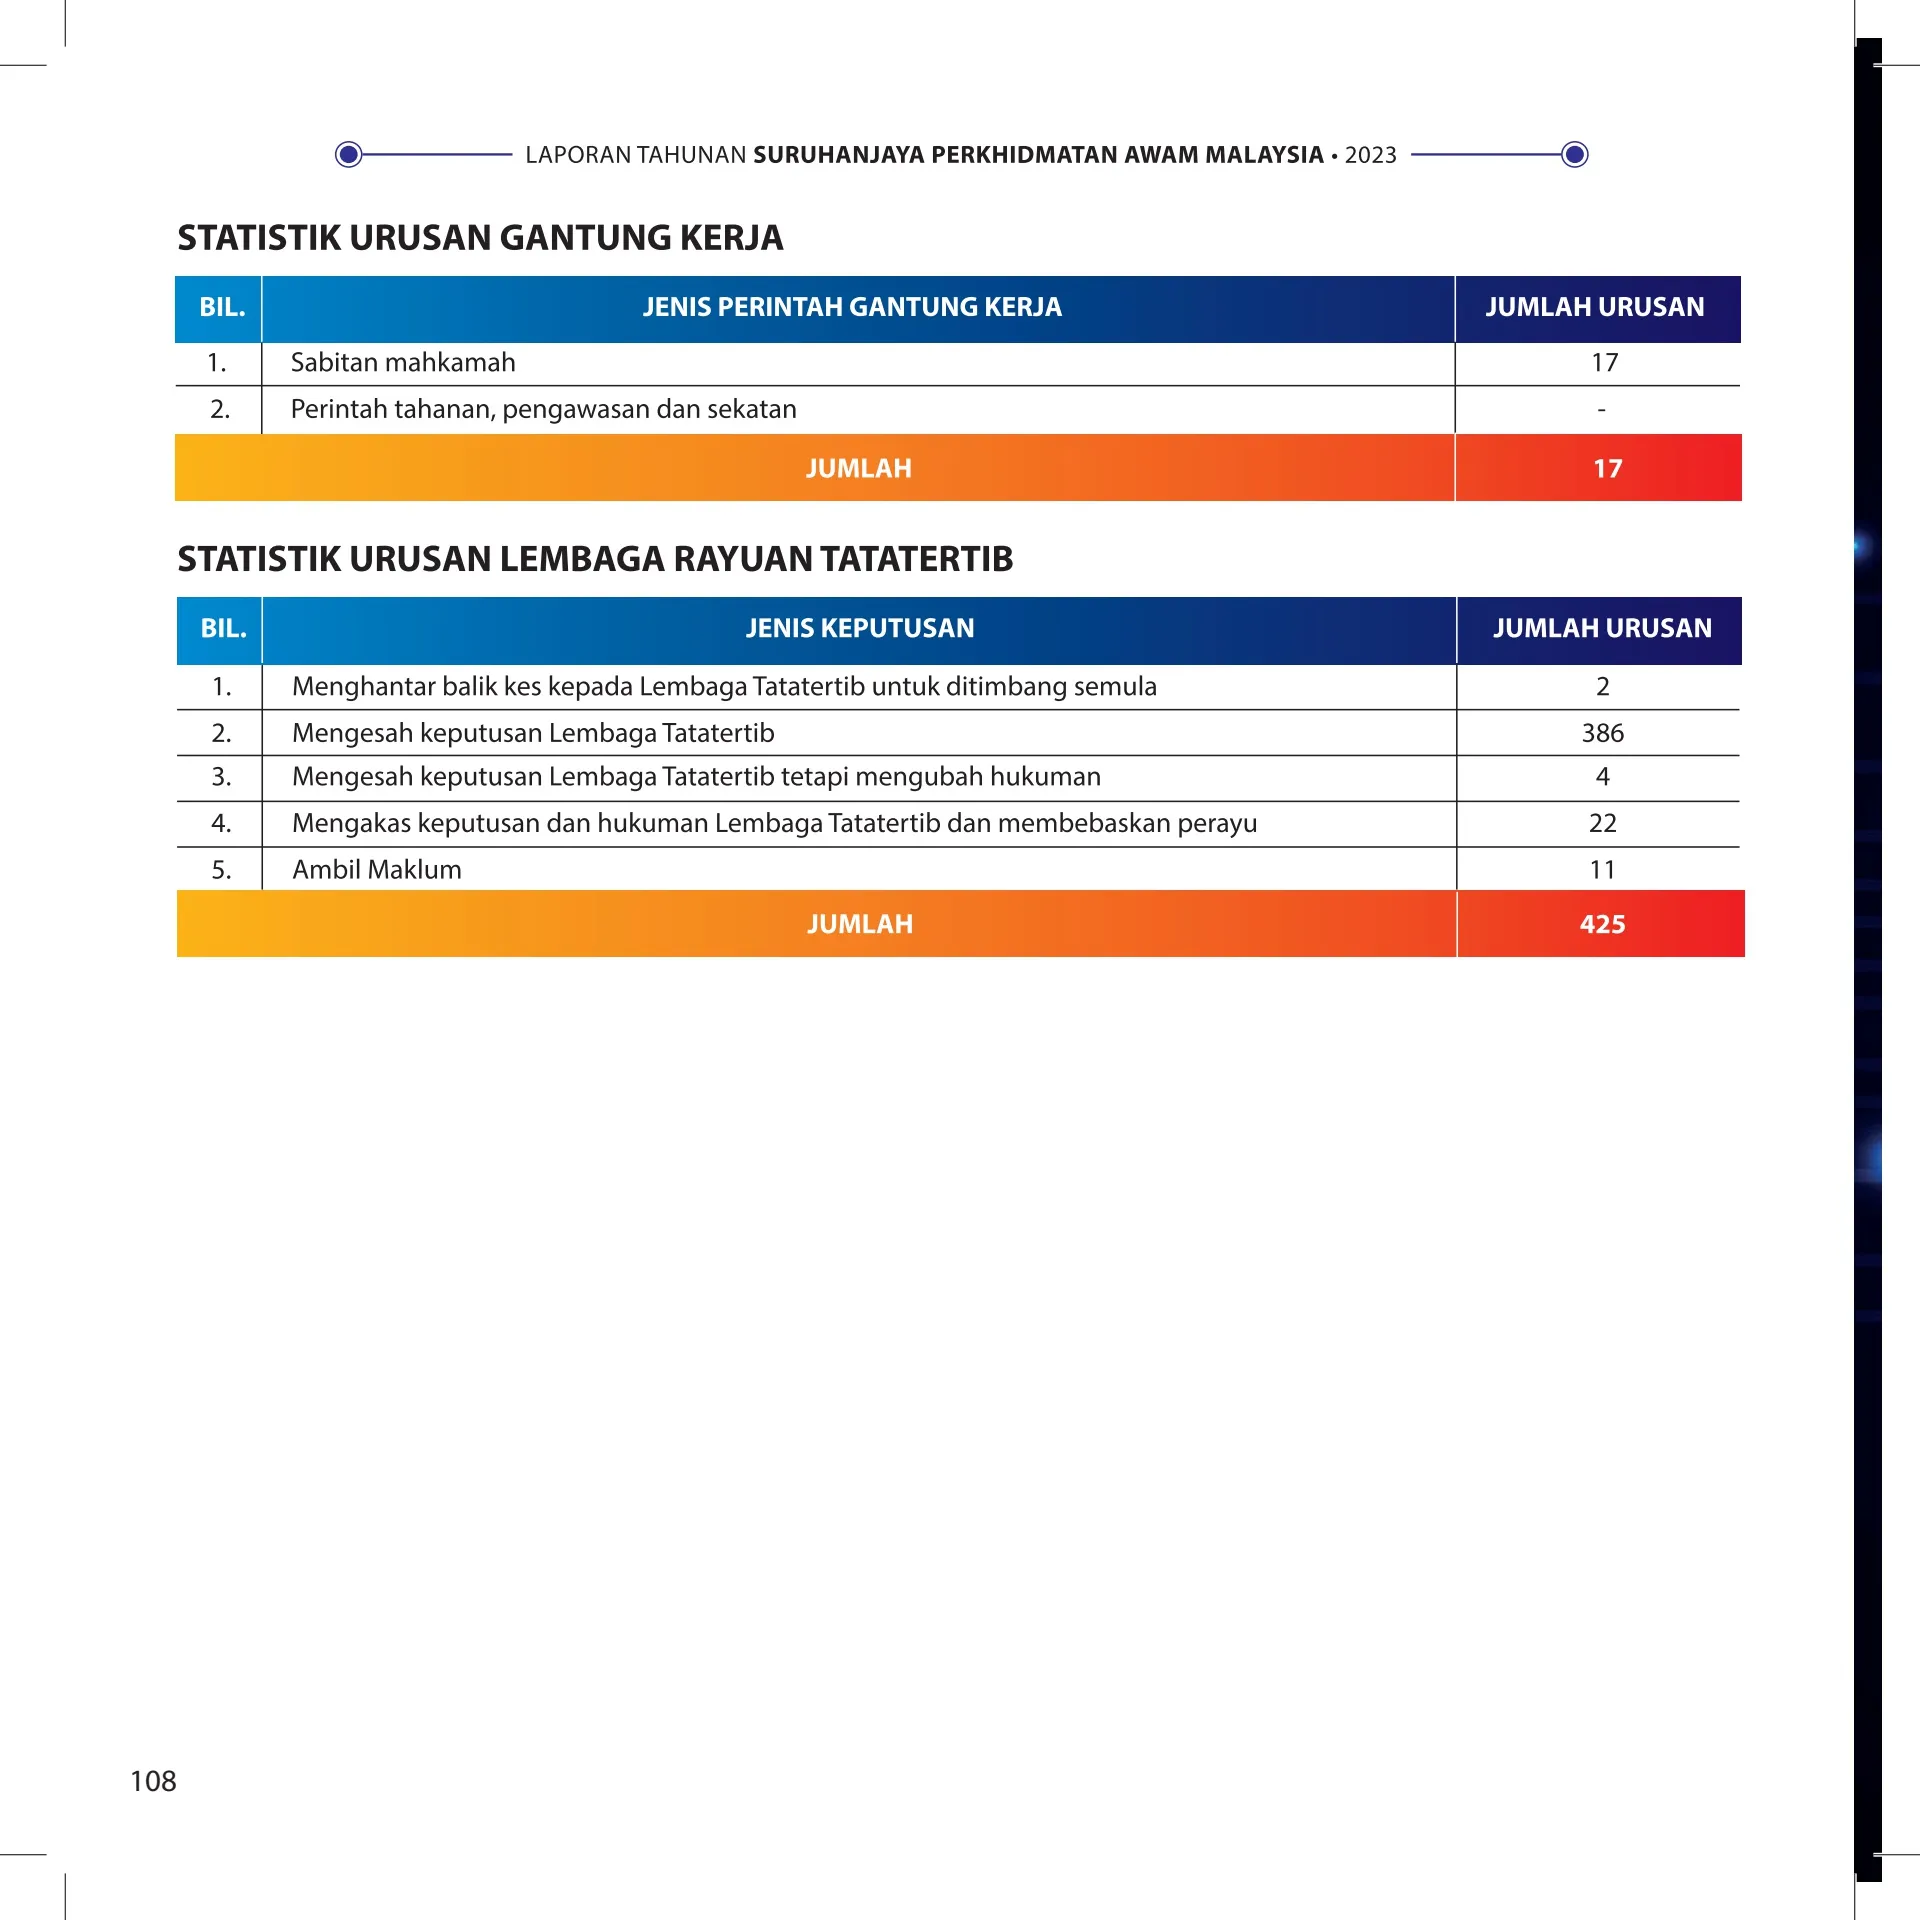 LAPORAN TAHUNAN SURUHANJAYA PERKHIDMATAN AWAM MALAYSIA • 2023
STATISTIK URUSAN GANTUNG KERJA
BIL. JENIS PERINTAH GANTUNG KERJA JUMLAH URUSAN
1. Sabitan mahkamah 17
2. Perintah tahanan, pengawasan dan sekatan -
JUMLAH 17
STATISTIK URUSAN LEMBAGA RAYUAN TATATERTIB
BIL. JENIS KEPUTUSAN JUMLAH URUSAN
1. Menghantar balik kes kepada Lembaga Tatatertib untuk ditimbang semula 2
2. Mengesah keputusan Lembaga Tatatertib 386
3. Mengesah keputusan Lembaga Tatatertib tetapi mengubah hukuman 4
4. Mengakas keputusan dan hukuman Lembaga Tatatertib dan membebaskan perayu 22
5. Ambil Maklum 11
JUMLAH 425
108